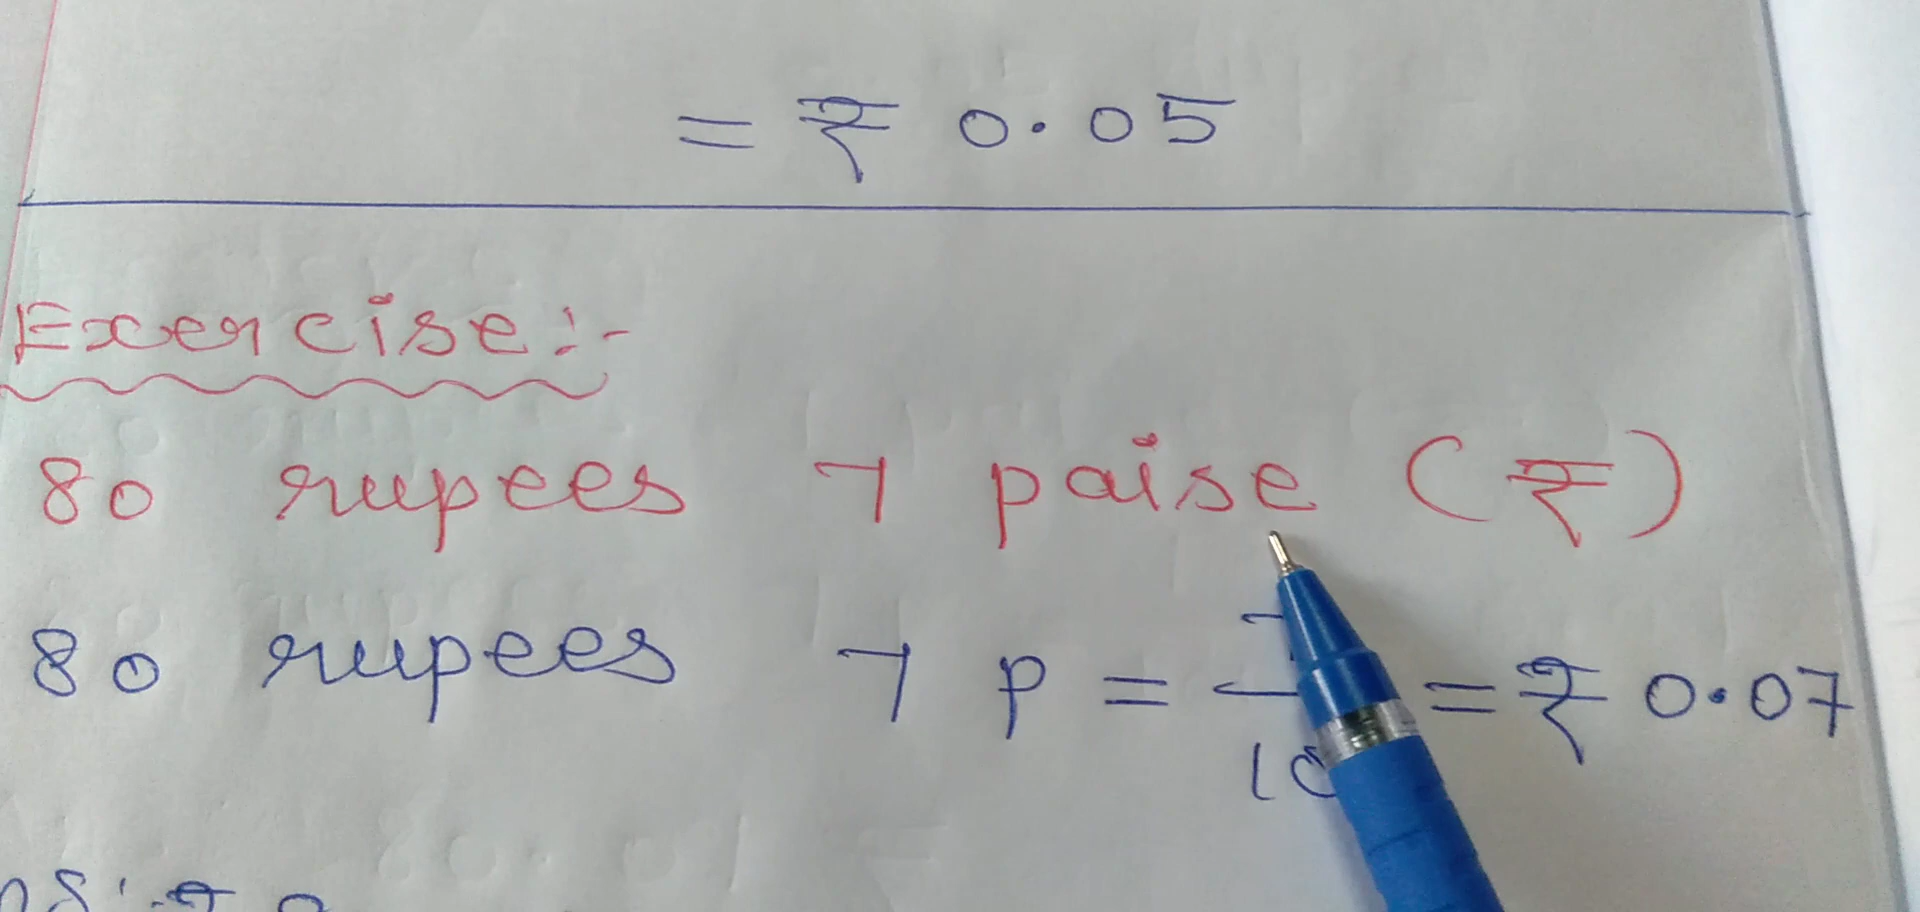 = ₹ 0.05
Exercise:-
80 rupees 7 paise (₹)
80 rupees 7 p = = ₹ 0.07